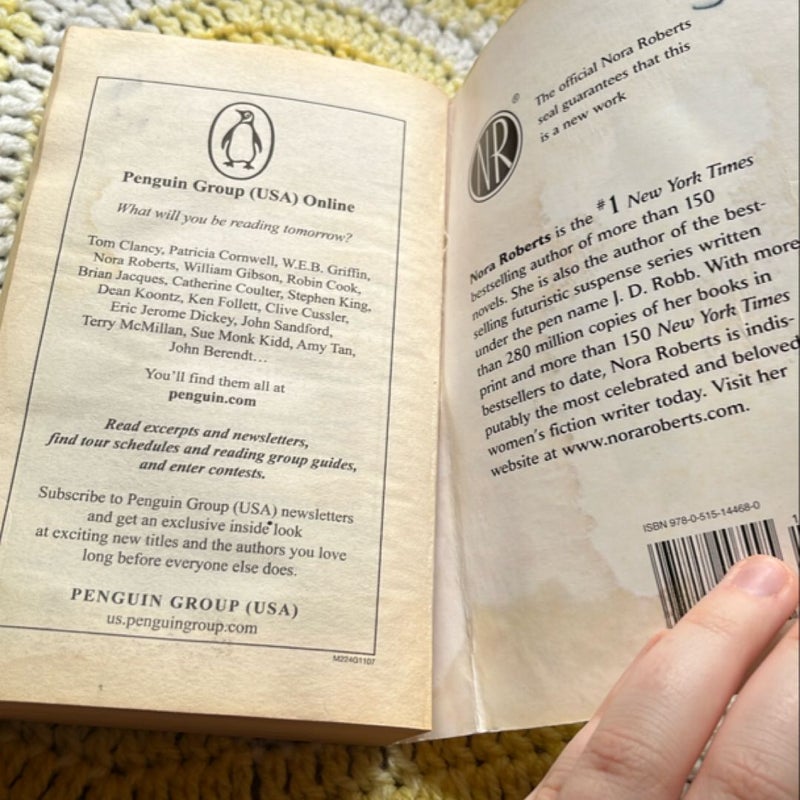 Penguin Group (USA) Online
What will you be reading tomorrow?
Tom Clancy, Patricia Cornwell, W.E.B. Griffin,
Nora Roberts, William Gibson, Robin Cook,
Brian Jacques, Catherine Coulter, Stephen King,
Dean Koontz, Ken Follett, Clive Cussler,
Eric Jerome Dickey, John Sandford,
Terry McMillan, Sue Monk Kidd, Amy Tan,
John Berendt...
You'll find them all at
penguin.com
Read excerpts and newsletters,
find tour schedules and reading group guides,
and enter contests.
Subscribe to Penguin Group (USA) newsletters
and get an exclusive inside look
at exciting new titles and the authors you love
long before everyone else does.
PENGUIN GROUP (USA)
us.penguingroup.com
M224G1107
The official Nora Roberts
seal guarantees that this
is a new work
NR
®
Nora Roberts is the #1 New York Times
bestselling author of more than 150
novels. She is also the author of the best-
selling futuristic suspense series written
under the pen name J. D. Robb. With more
than 280 million copies of her books in
print and more than 150 New York Times
bestsellers to date, Nora Roberts is indis-
putably the most celebrated and beloved
women's fiction writer today. Visit her
website at www.noraroberts.com.
ISBN 978-0-515-14468-0